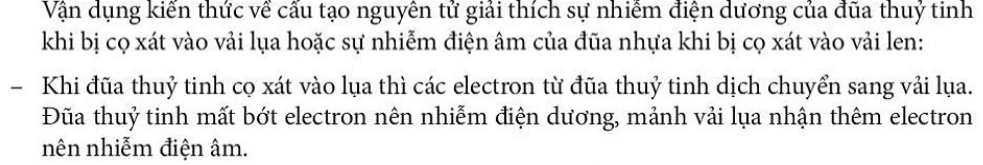 Vận dụng kiến thức về cấu tạo nguyên tử giải thích sự nhiễm điện dương của đũa thuỷ tinh
khi bị cọ xát vào vải lụa hoặc sự nhiễm điện âm của đũa nhựa khi bị cọ xát vào vải len:
– Khi đũa thuỷ tinh cọ xát vào lụa thì các electron từ đũa thuỷ tinh dịch chuyển sang vải lụa.
Đũa thuỷ tinh mất bớt electron nên nhiễm điện dương, mảnh vải lụa nhận thêm electron
nên nhiễm điện âm.